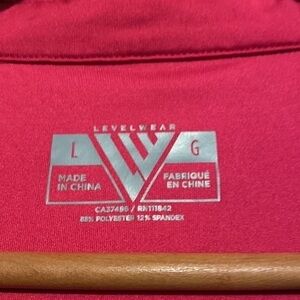 LEVELWEAR
L G
MADE IN CHINA
FABRIQUÉ EN CHINE
CA37496 / RN111842
88% POLYESTER 12% SPANDEX